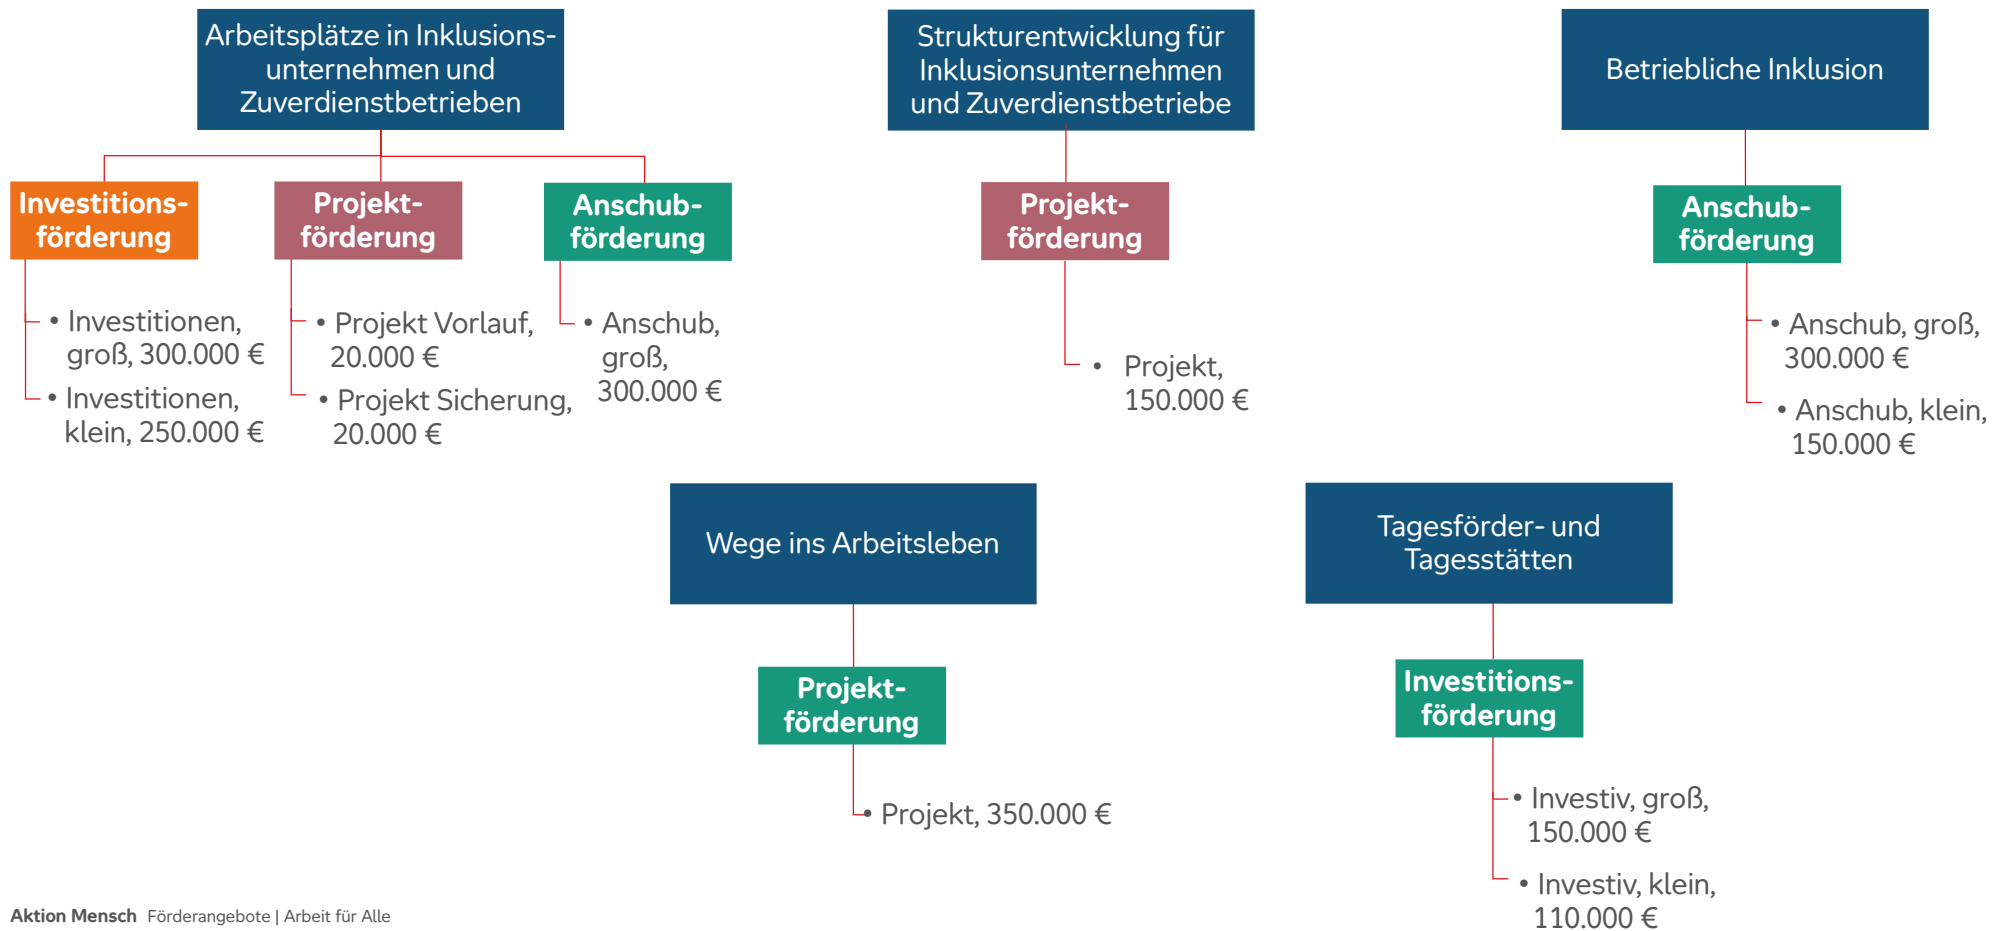 Arbeitsplätze in Inklusions-
unternehmen und
Zuverdienstbetrieben
Investitions-
förderung
• Investitionen,
groß, 300.000 €
• Investitionen,
klein, 250.000 €
Projekt-
förderung
• Projekt Vorlauf,
20.000 €
• Projekt Sicherung,
20.000 €
Anschub-
förderung
• Anschub,
groß,
300.000 €
Strukturentwicklung für
Inklusionsunternehmen
und Zuverdienstbetriebe
Projekt-
förderung
• Projekt,
150.000 €
Betriebliche Inklusion
Anschub-
förderung
• Anschub, groß,
300.000 €
• Anschub, klein,
150.000 €
Wege ins Arbeitsleben
Projekt-
förderung
• Projekt, 350.000 €
Tagesförder- und
Tagesstätten
Investitions-
förderung
• Investiv, groß,
150.000 €
• Investiv, klein,
110.000 €
Aktion Mensch Förderangebote | Arbeit für Alle